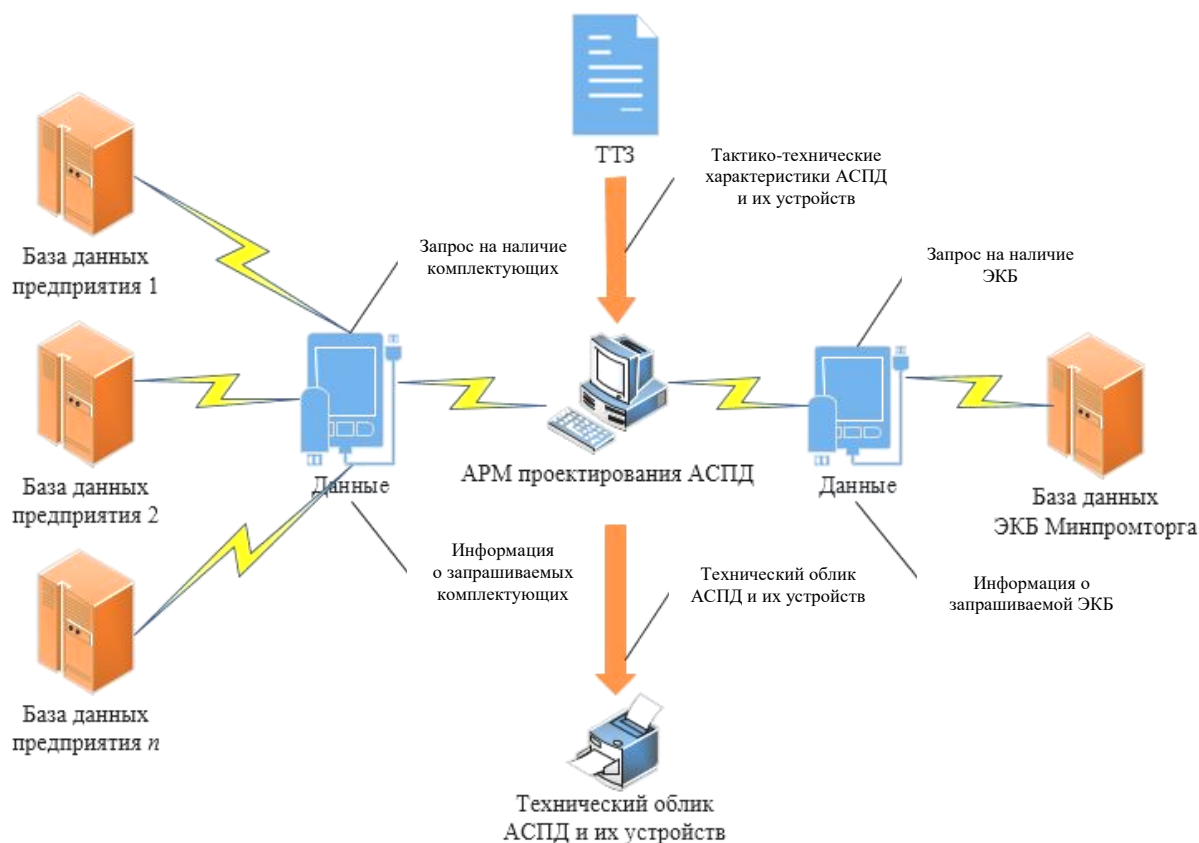 ТТЗ
Тактико-технические
характеристики АСПД
и их устройств
База данных
предприятия 1
Запрос на наличие
комплектующих
Запрос на наличие
ЭКБ
База данных
предприятия 2
Данные
АРМ проектирования АСПД
Данные
База данных
ЭКБ Минпромторга
Информация
о запрашиваемых
комплектующих
Технический облик
АСПД и их устройств
Информация о
запрашиваемой ЭКБ
База данных
предприятия n
Технический облик
АСПД и их устройств